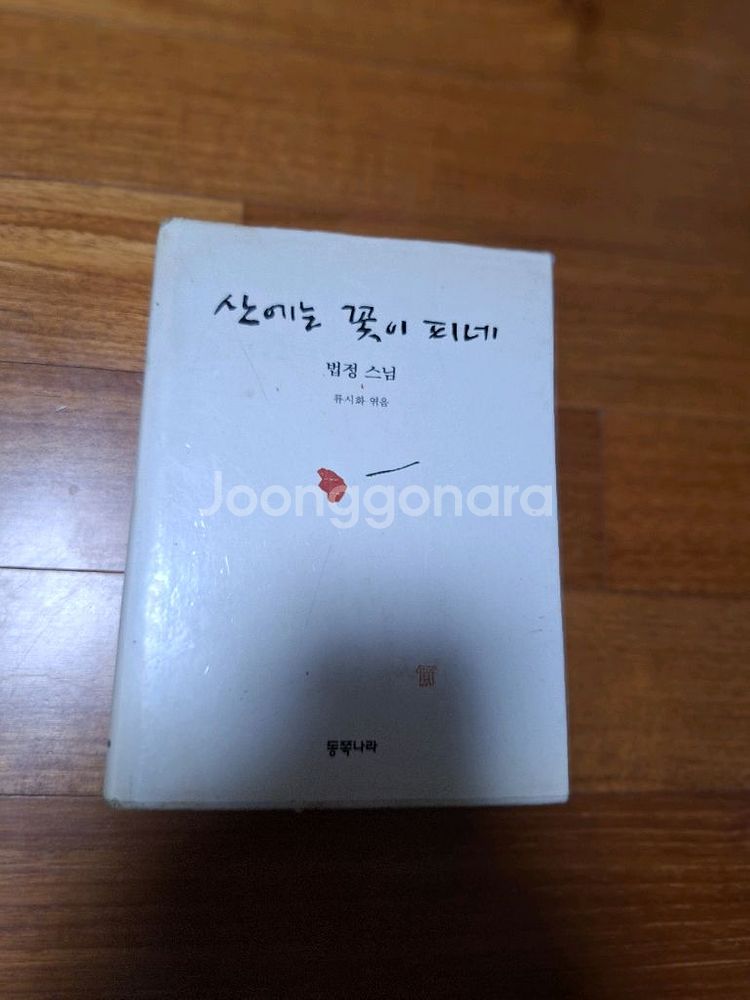 산에는 꽃이 피네
법정 스님
류시화 엮음
Joonggonara
동쪽나라